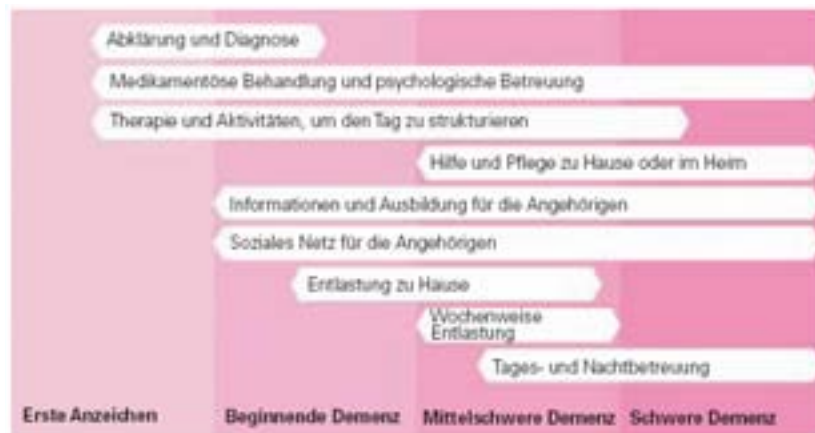 Abklärung und Diagnose
Medikamentöse Behandlung und psychologische Betreuung
Therapie und Aktivitäten, um den Tag zu strukturieren
Hilfe und Pflege zu Hause oder im Heim
Informationen und Ausbildung für die Angehörigen
Soziales Netz für die Angehörigen
Entlastung zu Hause
Wochenweise
Entlastung
Tages- und Nachtbetreuung
Erste Anzeichen Beginnende Demenz Mittelschwere Demenz Schwere Demenz